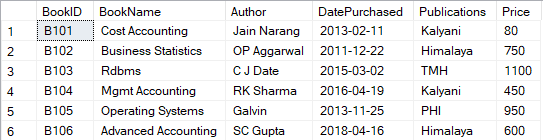 BookID BookName Author DatePurchased Publications Price
1 B101 Cost Accounting Jain Narang 2013-02-11 Kalyani 80
2 B102 Business Statistics OP Aggarwal 2011-12-22 Himalaya 750
3 B103 Rdbms C J Date 2015-03-02 TMH 1100
4 B104 Mgmt Accounting RK Sharma 2016-04-19 Kalyani 450
5 B105 Operating Systems Galvin 2013-11-25 PHI 950
6 B106 Advanced Accounting SC Gupta 2018-04-16 Himalaya 600